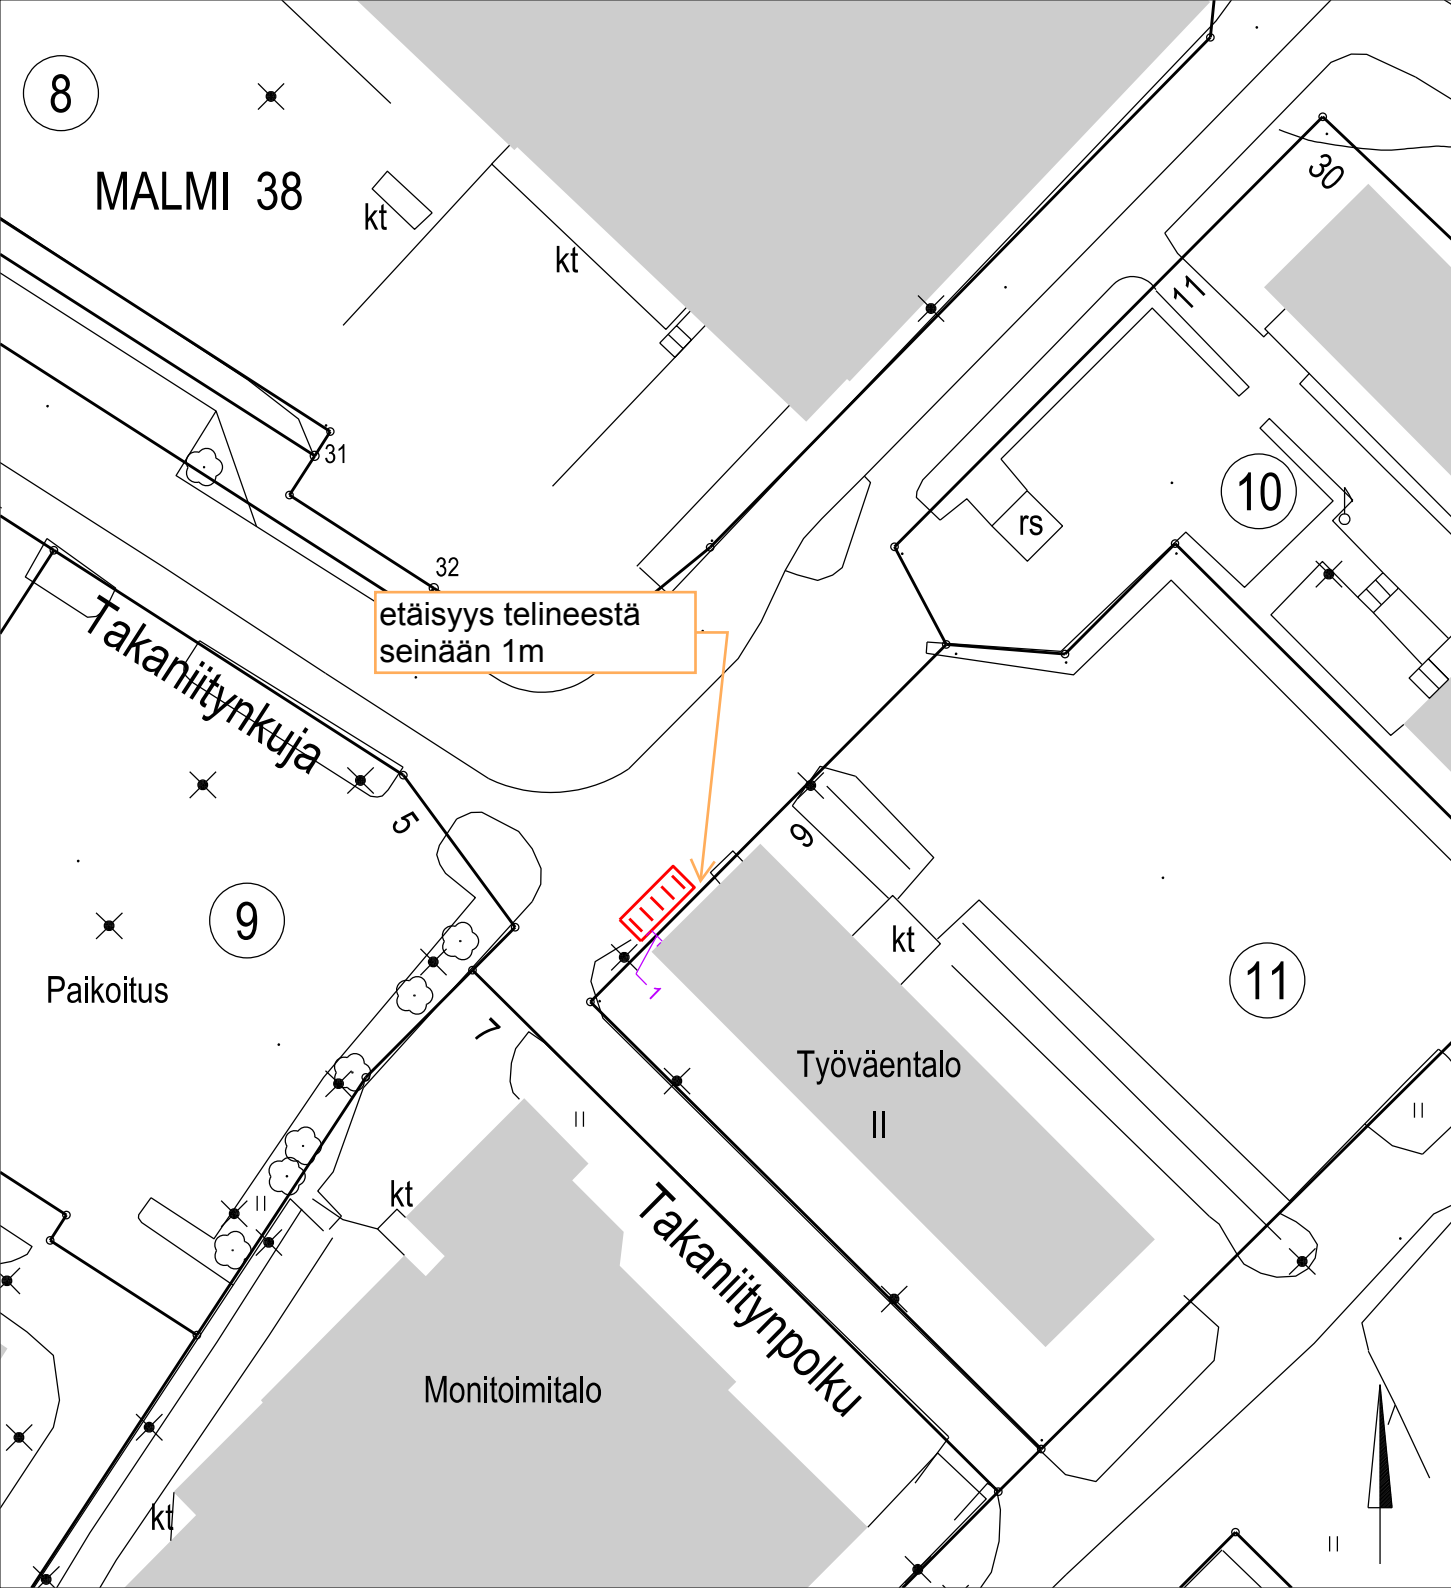 8
MALMI 38
kt
kt
30
11
31
10
rs
32
etäisyys telineestä
seinään 1m
Takaniitynkuja
5
9
9
kt
11
Paikoitus
1
7
Työväentalo
II
II
II
kt
II
Takaniitynpolku
Monitoimitalo
kt
II